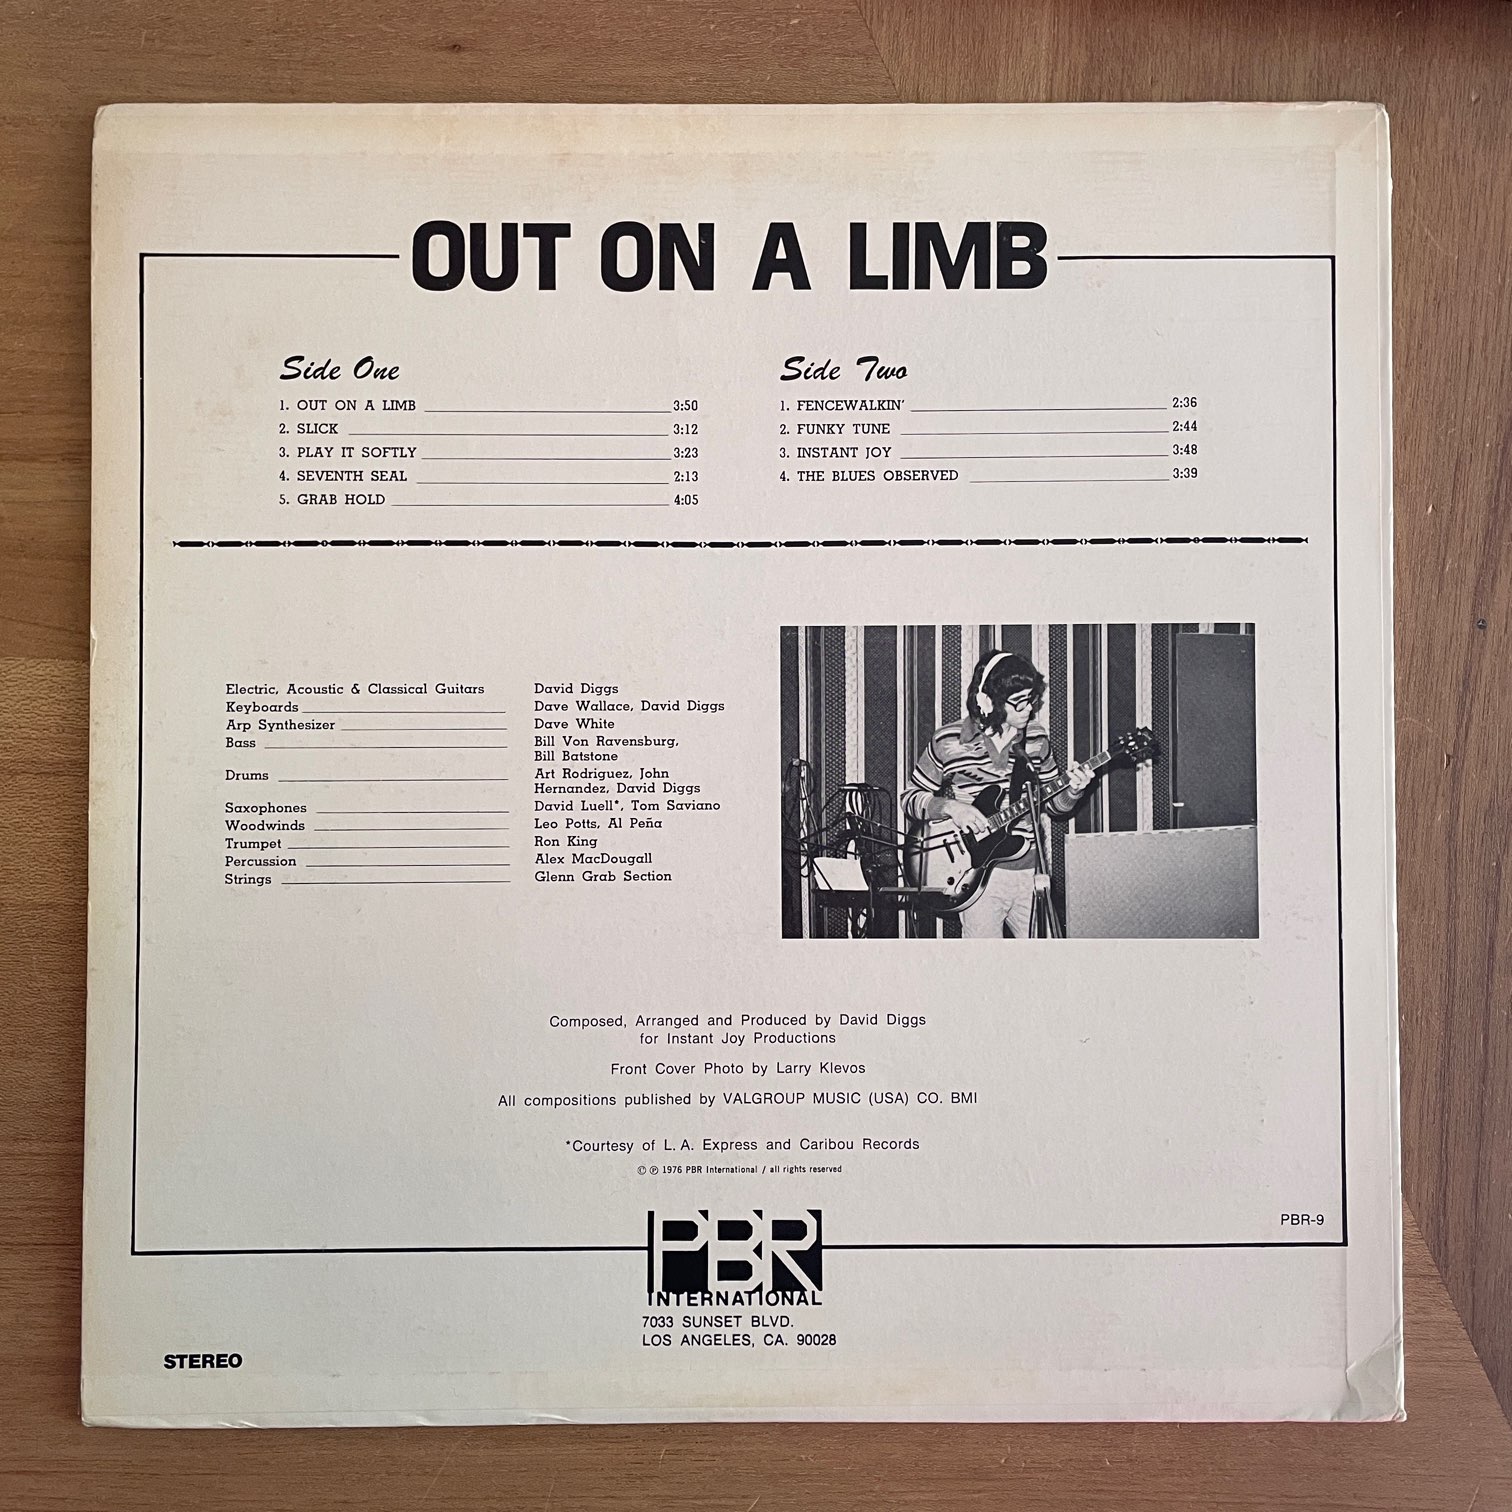 OUT ON A LIMB
Side One
1. OUT ON A LIMB 3:50
2. SLICK 3:12
3. PLAY IT SOFTLY 3:23
4. SEVENTH SEAL 2:13
5. GRAB HOLD 4:05
Side Two
1. FENCEWALKIN' 2:36
2. FUNKY TUNE 2:44
3. INSTANT JOY 3:48
4. THE BLUES OBSERVED 3:39
Electric, Acoustic & Classical Guitars David Diggs
Keyboards Dave Wallace, David Diggs
Arp Synthesizer Dave White
Bass Bill Von Ravensburg,
Bill Batstone
Drums Art Rodriguez, John
Hernandez, David Diggs
Saxophones David Luell*, Tom Saviano
Woodwinds Leo Potts, Al Peña
Trumpet Ron King
Percussion Alex MacDougall
Strings Glenn Grab Section
Composed, Arranged and Produced by David Diggs
for Instant Joy Productions
Front Cover Photo by Larry Klevos
All compositions published by VALGROUP MUSIC (USA) CO. BMI
*Courtesy of L.A. Express and Caribou Records
© ℗ 1976 PBR International / all rights reserved
PBR-9
PBR
INTERNATIONAL
7033 SUNSET BLVD.
LOS ANGELES, CA. 90028
STEREO